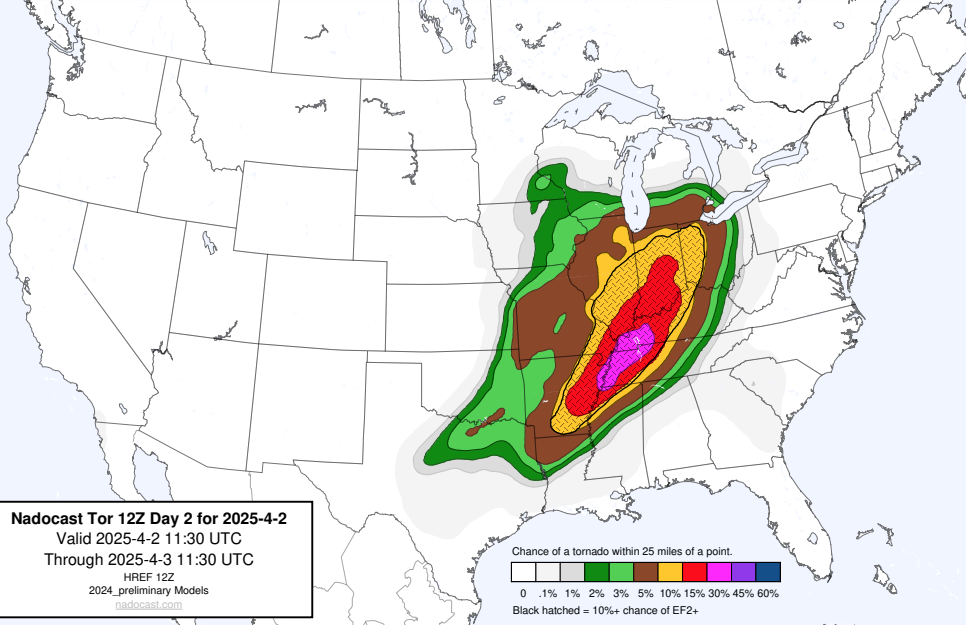 Nadocast Tor 12Z Day 2 for 2025-4-2
Valid 2025-4-2 11:30 UTC
Through 2025-4-3 11:30 UTC
HREF 12Z
2024_preliminary Models
nadocast.com
Chance of a tornado within 25 miles of a point.
0 .1% 1% 2% 3% 5% 10% 15% 30% 45% 60%
Black hatched = 10%+ chance of EF2+